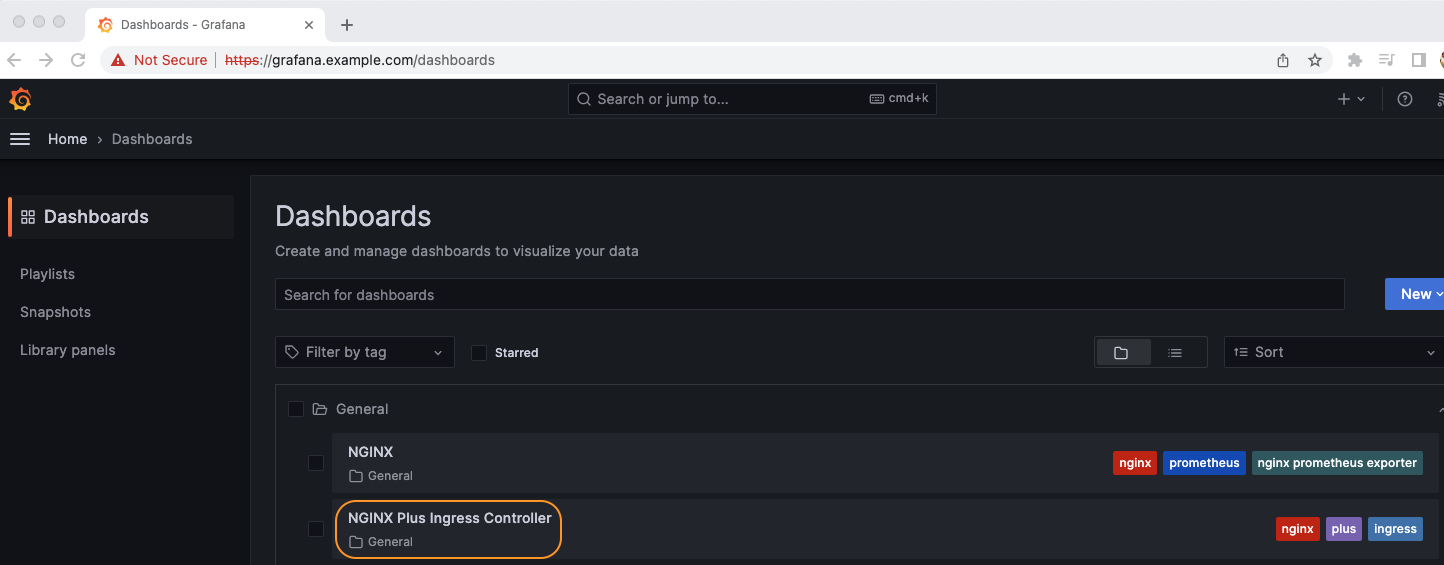 Dashboards - Grafana
Not Secure https://grafana.example.com/dashboards
Search or jump to... cmd+k
Home › Dashboards
Dashboards
Playlists
Snapshots
Library panels
Dashboards
Create and manage dashboards to visualize your data
Search for dashboards
New
Filter by tag
Starred
Sort
General
NGINX
General
nginx prometheus nginx prometheus exporter
NGINX Plus Ingress Controller
General
nginx plus ingress